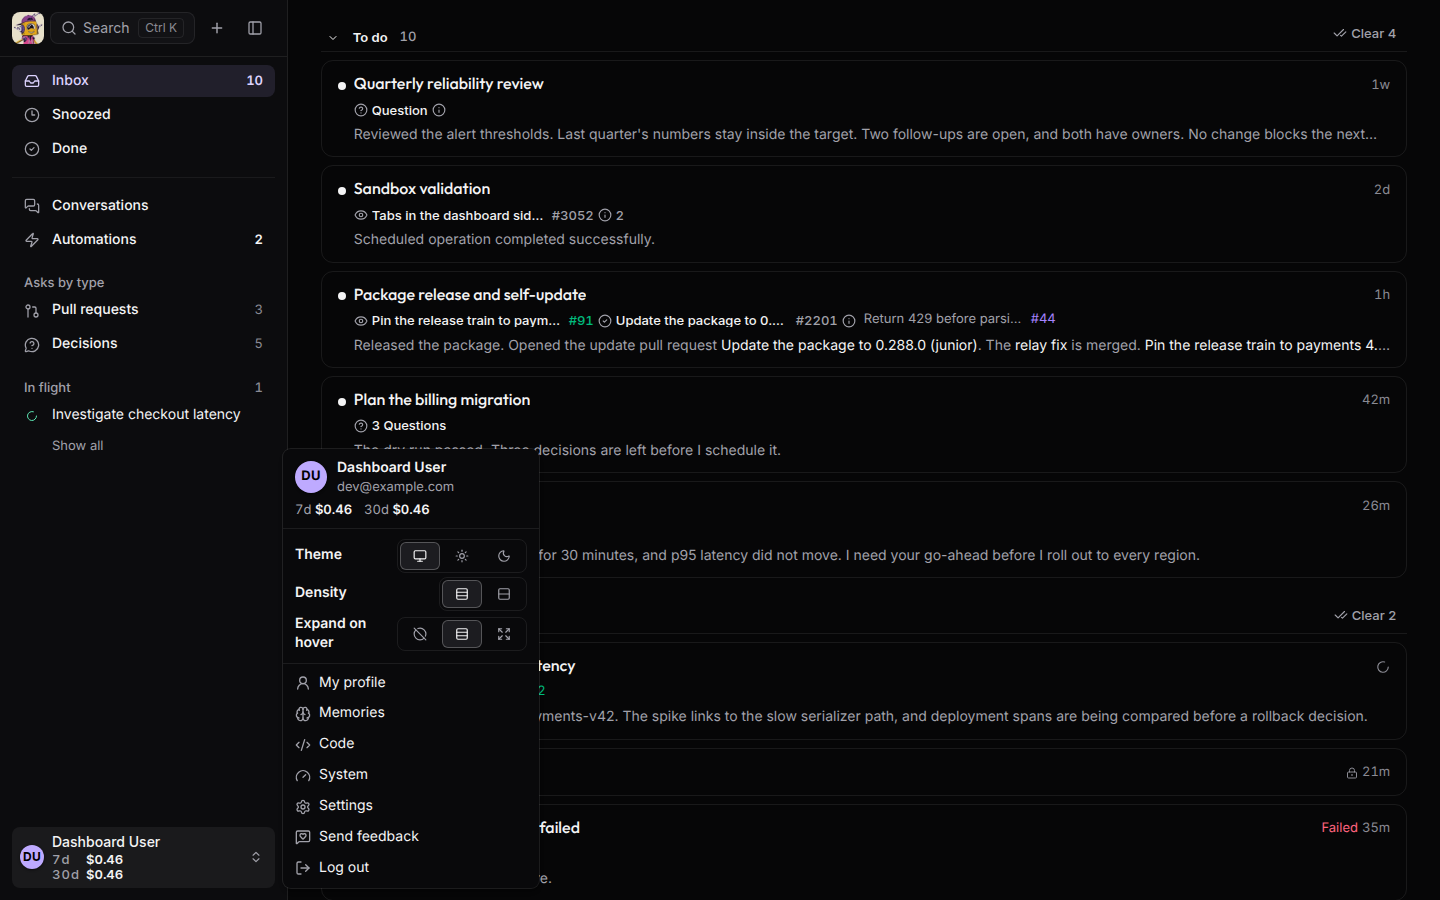 Search Ctrl K
Inbox 10
Snoozed
Done
Conversations
Automations 2
Asks by type
Pull requests 3
Decisions 5
In flight 1
Investigate checkout latency
Show all
DU Dashboard User
7d $0.46
30d $0.46
To do 10 Clear 4
Quarterly reliability review 1w
Question
Reviewed the alert thresholds. Last quarter's numbers stay inside the target. Two follow-ups are open, and both have owners. No change blocks the next...
Sandbox validation 2d
Tabs in the dashboard sid... #3052 2
Scheduled operation completed successfully.
Package release and self-update 1h
Pin the release train to paym... #91 Update the package to 0.... #2201 Return 429 before parsi... #44
Released the package. Opened the update pull request Update the package to 0.288.0 (junior). The relay fix is merged. Pin the release train to payments 4....
Plan the billing migration 42m
3 Questions
The dry run passed. Three decisions are left before I schedule it.
26m
for 30 minutes, and p95 latency did not move. I need your go-ahead before I roll out to every region.
Clear 2
tency
2
yments-v42. The spike links to the slow serializer path, and deployment spans are being compared before a rollback decision.
21m
failed Failed 35m
e.
DU Dashboard User
dev@example.com
7d $0.46 30d $0.46
Theme
Density
Expand on
hover
My profile
Memories
Code
System
Settings
Send feedback
Log out